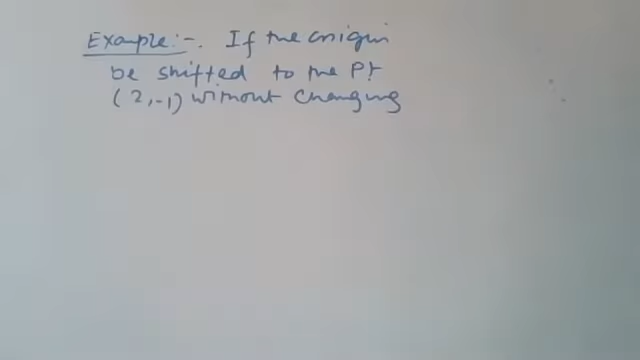 Example:-. If the origin
be shifted to the Pt
(2,-1) without changing